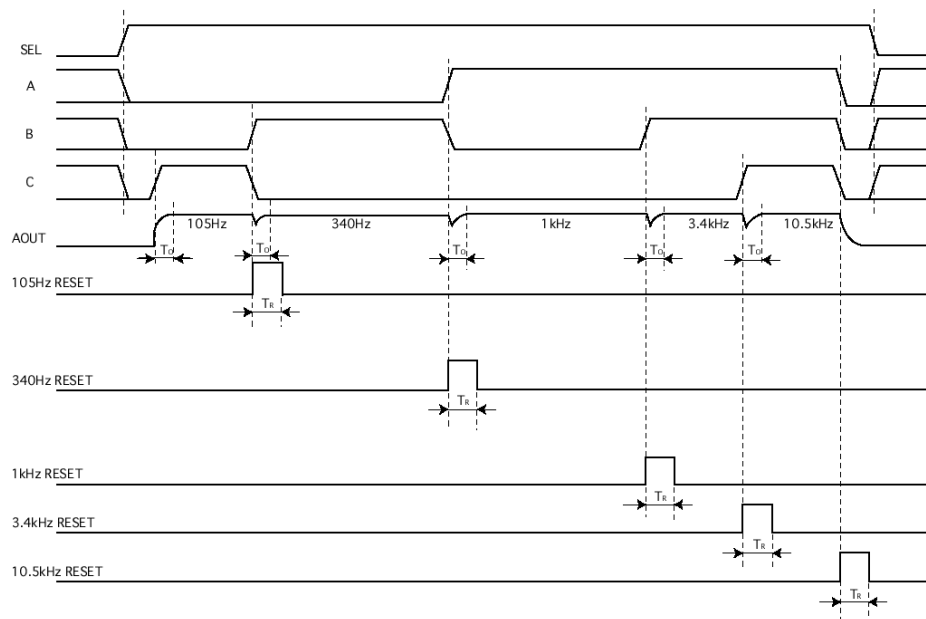 SEL
A
B
C
AOUT
105Hz
340Hz
1kHz
3.4kHz
10.5kHz
To
To
To
To
To
105Hz RESET
TR
340Hz RESET
TR
1kHz RESET
TR
3.4kHz RESET
TR
10.5kHz RESET
TR